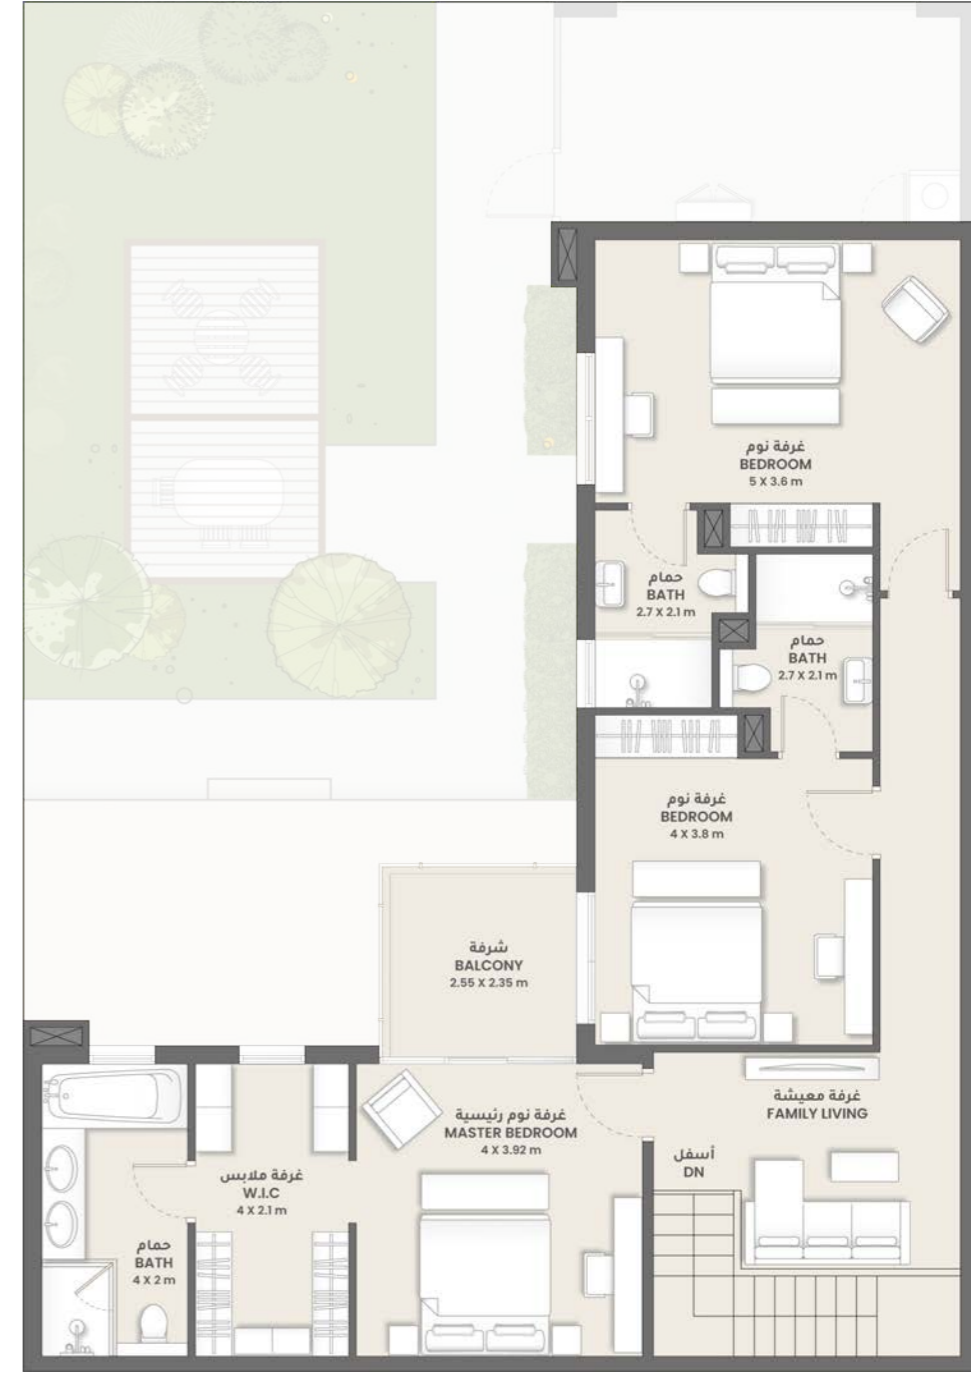 غرفة نوم
BEDROOM
5 X 3.6 m
حمام
BATH
2.7 X 2.1 m
حمام
BATH
2.7 X 2.1 m
غرفة نوم
BEDROOM
4 X 3.8 m
شرفة
BALCONY
2.55 X 2.35 m
غرفة معيشة
FAMILY LIVING
غرفة نوم رئيسية
MASTER BEDROOM
4 X 3.92 m
أسفل
DN
غرفة ملابس
W.I.C
4 X 2.1 m
حمام
BATH
4 X 2 m